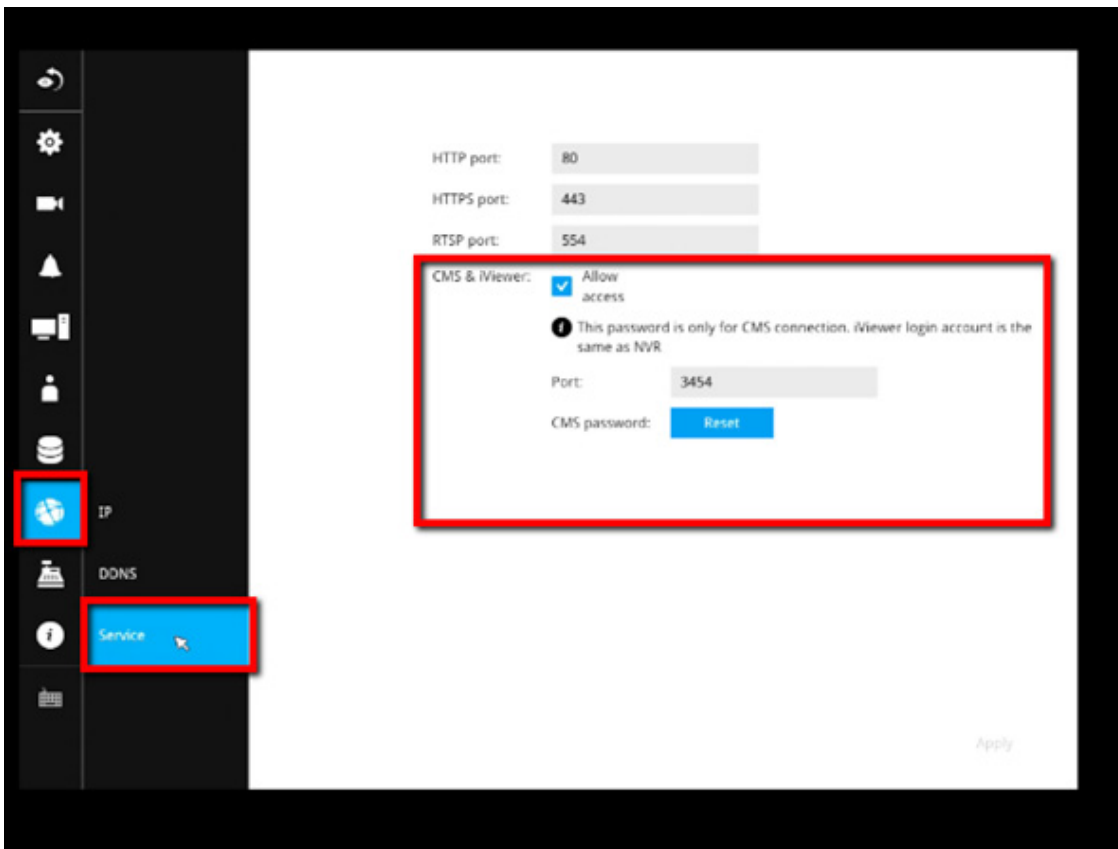 HTTP port: 80
HTTPS port: 443
RTSP port: 554
CMS & iViewer: Allow
access
This password is only for CMS connection. iViewer login account is the
same as NVR
Port: 3454
CMS password: Reset
IP
DDNS
Service
Apply